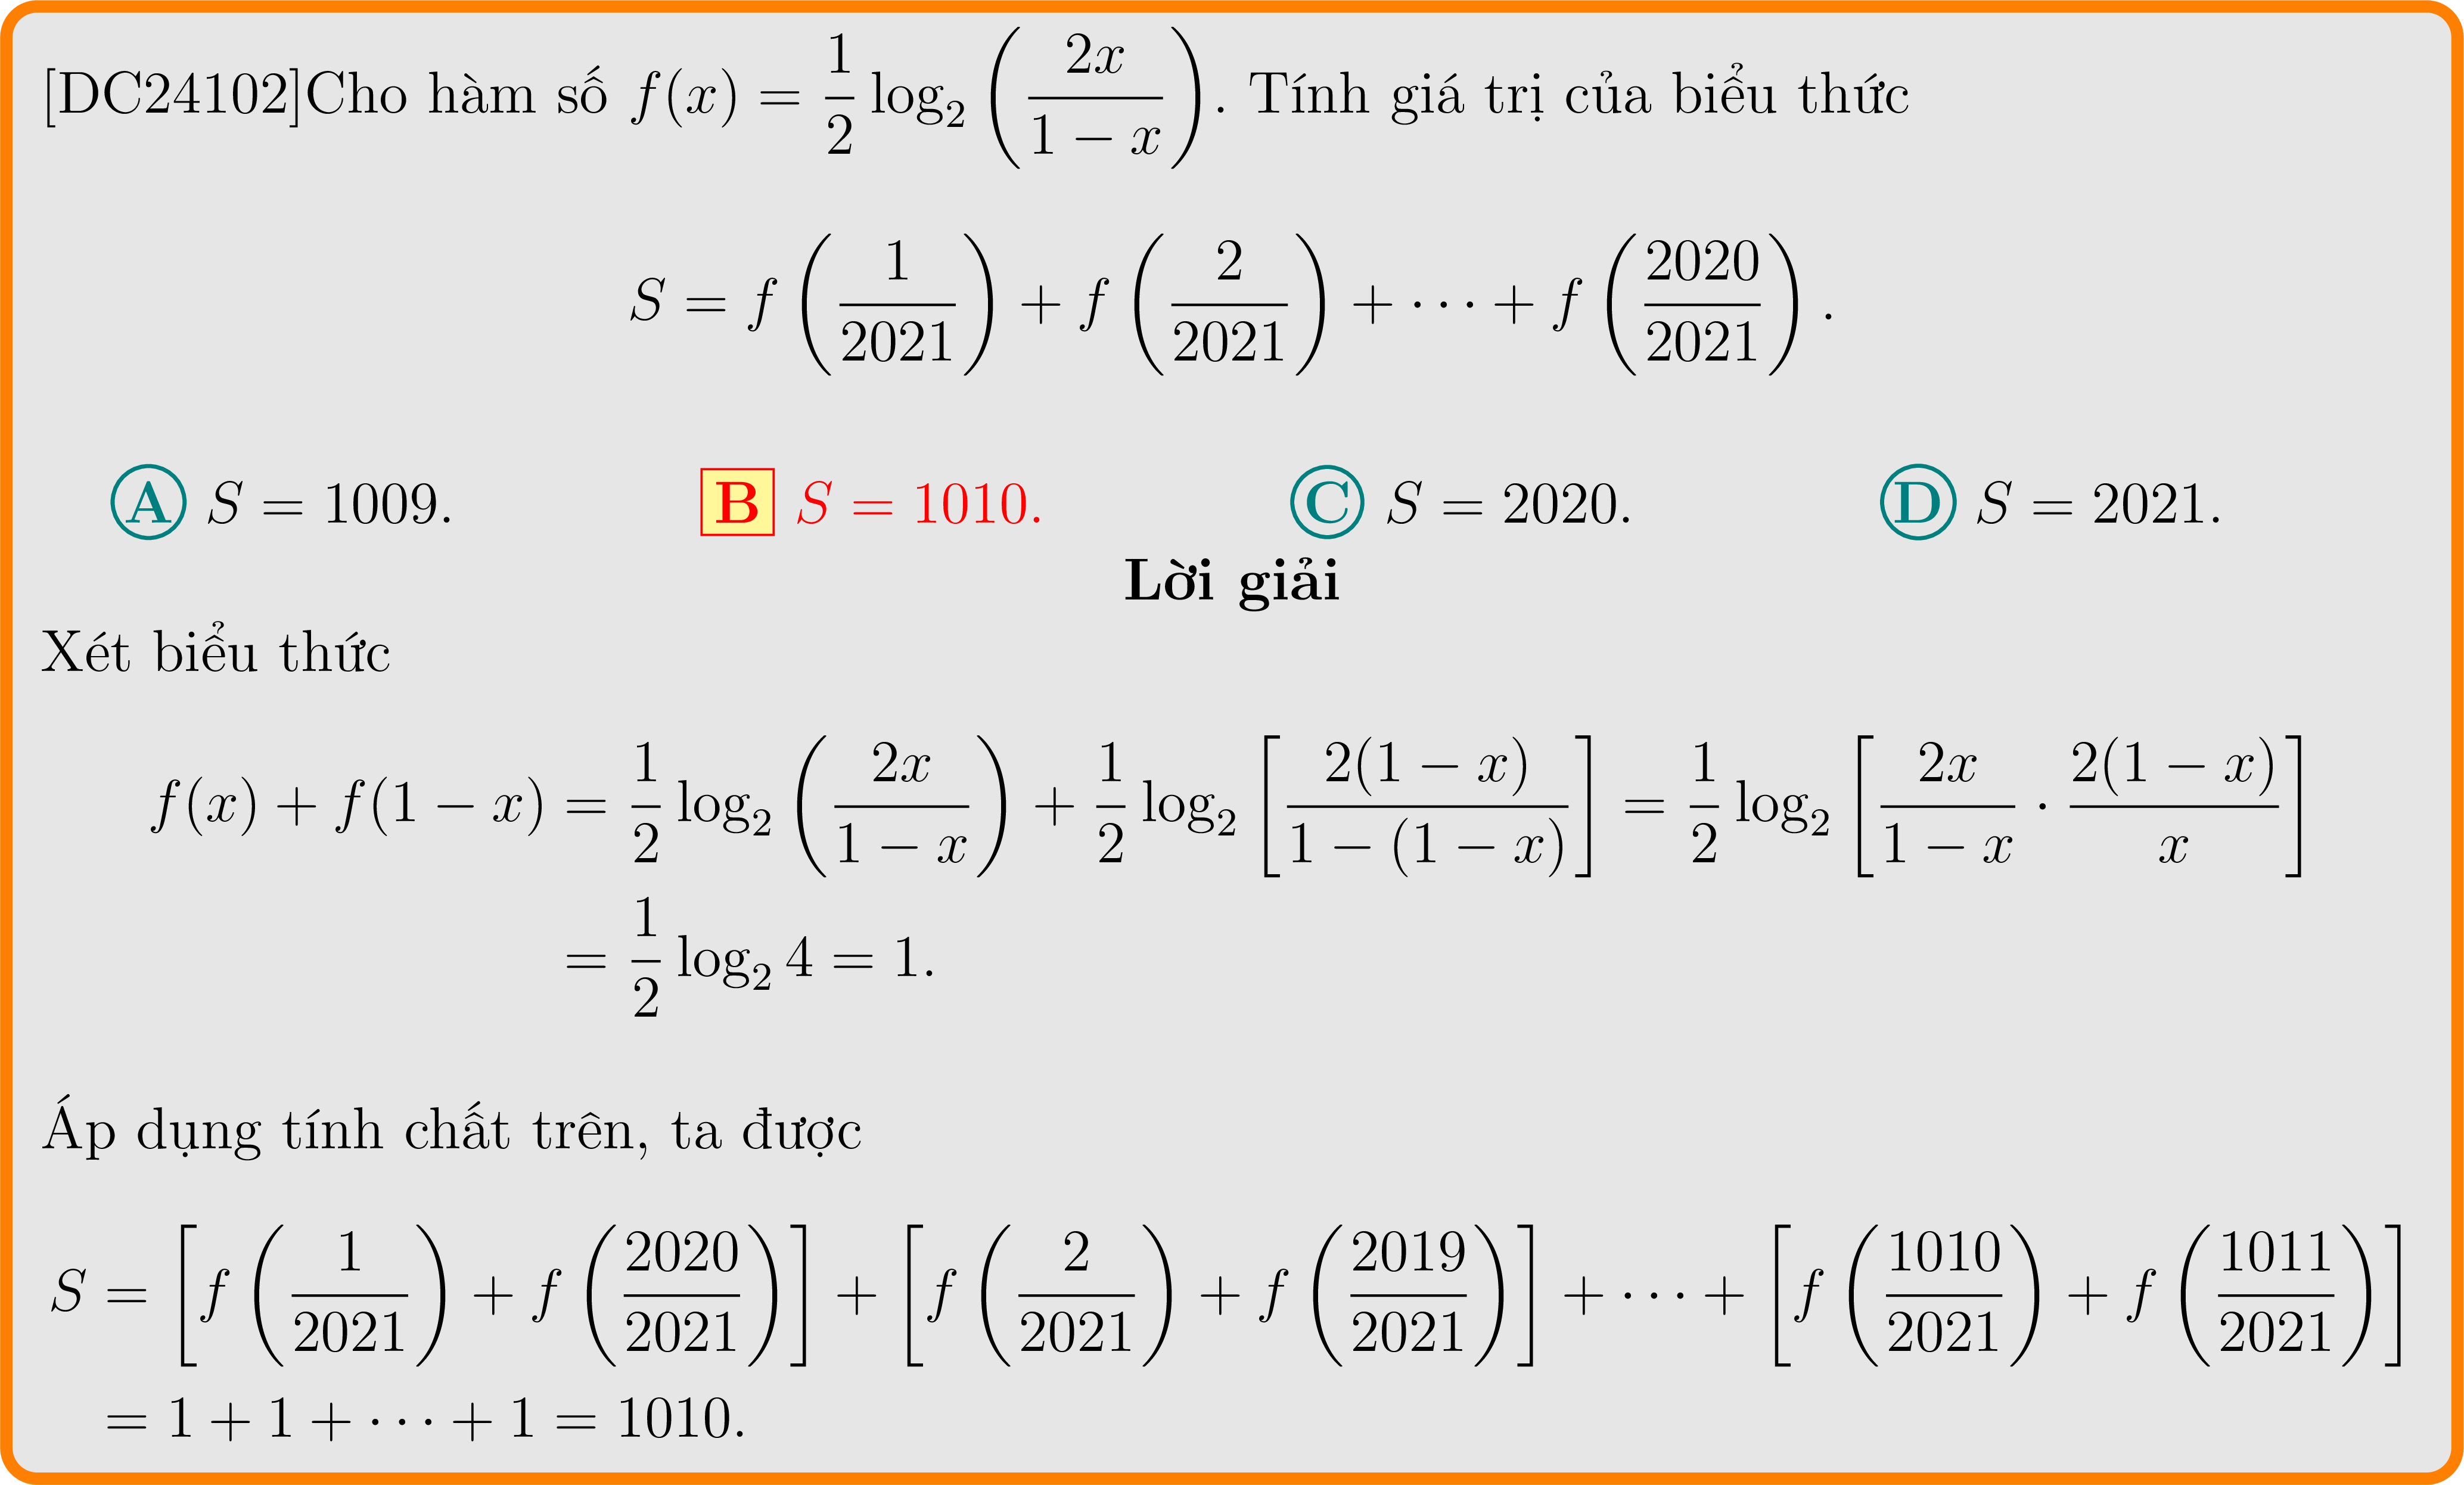 [DC24102]Cho hàm số $f(x) = \frac{1}{2}\log_2\left(\frac{2x}{1-x}\right)$. Tính giá trị của biểu thức
$S = f\left(\frac{1}{2021}\right) + f\left(\frac{2}{2021}\right) + \cdots + f\left(\frac{2020}{2021}\right).$
A $S = 1009.$ B $S = 1010.$ C $S = 2020.$ D $S = 2021.$
Lời giải
Xét biểu thức
$f(x) + f(1-x) = \frac{1}{2}\log_2\left(\frac{2x}{1-x}\right) + \frac{1}{2}\log_2\left[\frac{2(1-x)}{1-(1-x)}\right] = \frac{1}{2}\log_2\left[\frac{2x}{1-x}\cdot\frac{2(1-x)}{x}\right]$
$= \frac{1}{2}\log_2 4 = 1.$
Áp dụng tính chất trên, ta được
$S = \left[f\left(\frac{1}{2021}\right) + f\left(\frac{2020}{2021}\right)\right] + \left[f\left(\frac{2}{2021}\right) + f\left(\frac{2019}{2021}\right)\right] + \cdots + \left[f\left(\frac{1010}{2021}\right) + f\left(\frac{1011}{2021}\right)\right]$
$= 1 + 1 + \cdots + 1 = 1010.$